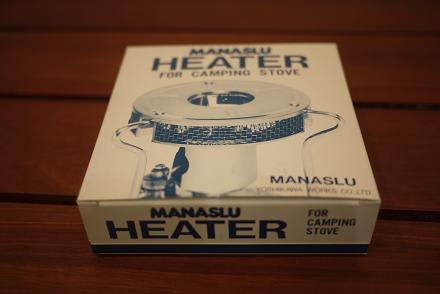 MANASLU
HEATER
FOR CAMPING STOVE
MANASLU
YOSHIKAWA WORKS CO.LTD.
MANASLU
HEATER
FOR
CAMPING
STOVE